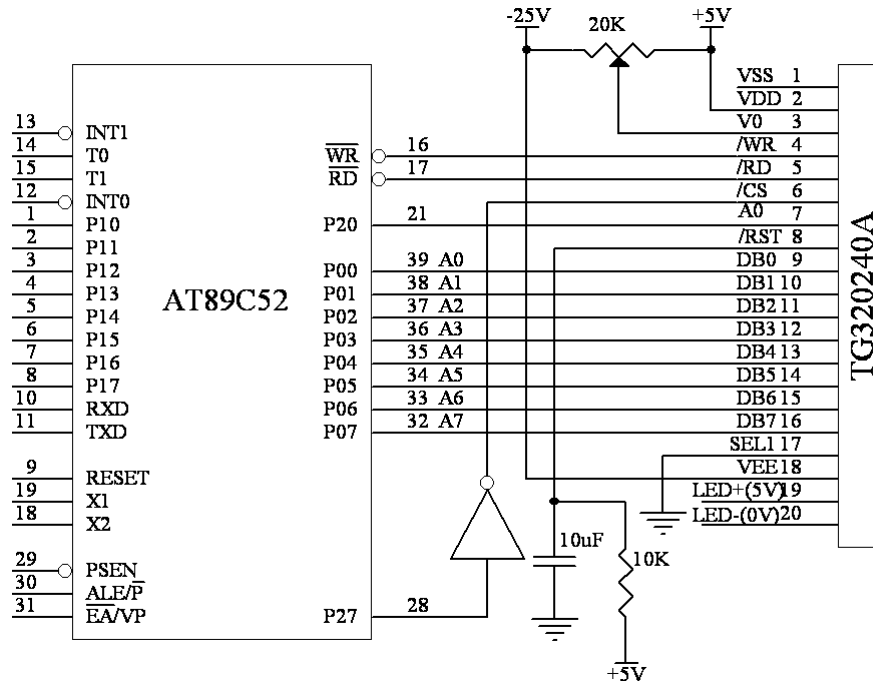 -25V
20K
+5V
13 INT1
14 T0
15 T1
12 INT0
1 P10
2 P11
3 P12
4 P13
5 P14
6 P15
7 P16
8 P17
10 RXD
11 TXD
9 RESET
19 X1
18 X2
29 PSEN
30 ALE/P
31 EA/VP
AT89C52
WR 16
RD 17
P20 21
P00 39 A0
P01 38 A1
P02 37 A2
P03 36 A3
P04 35 A4
P05 34 A5
P06 33 A6
P07 32 A7
P27 28
10uF
10K
+5V
VSS 1
VDD 2
V0 3
/WR 4
/RD 5
/CS 6
A0 7
/RST 8
DB0 9
DB1 10
DB2 11
DB3 12
DB4 13
DB5 14
DB6 15
DB7 16
SEL1 17
VEE 18
LED+(5V) 19
LED-(0V) 20
TG320240A